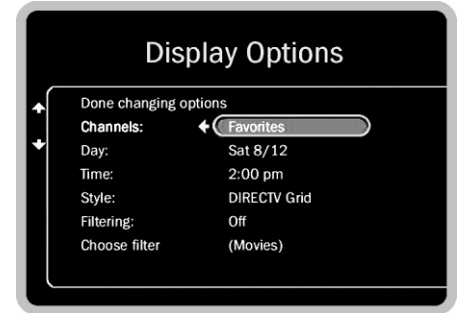 Display Options
Done changing options
Channels: Favorites
Day: Sat 8/12
Time: 2:00 pm
Style: DIRECTV Grid
Filtering: Off
Choose filter (Movies)